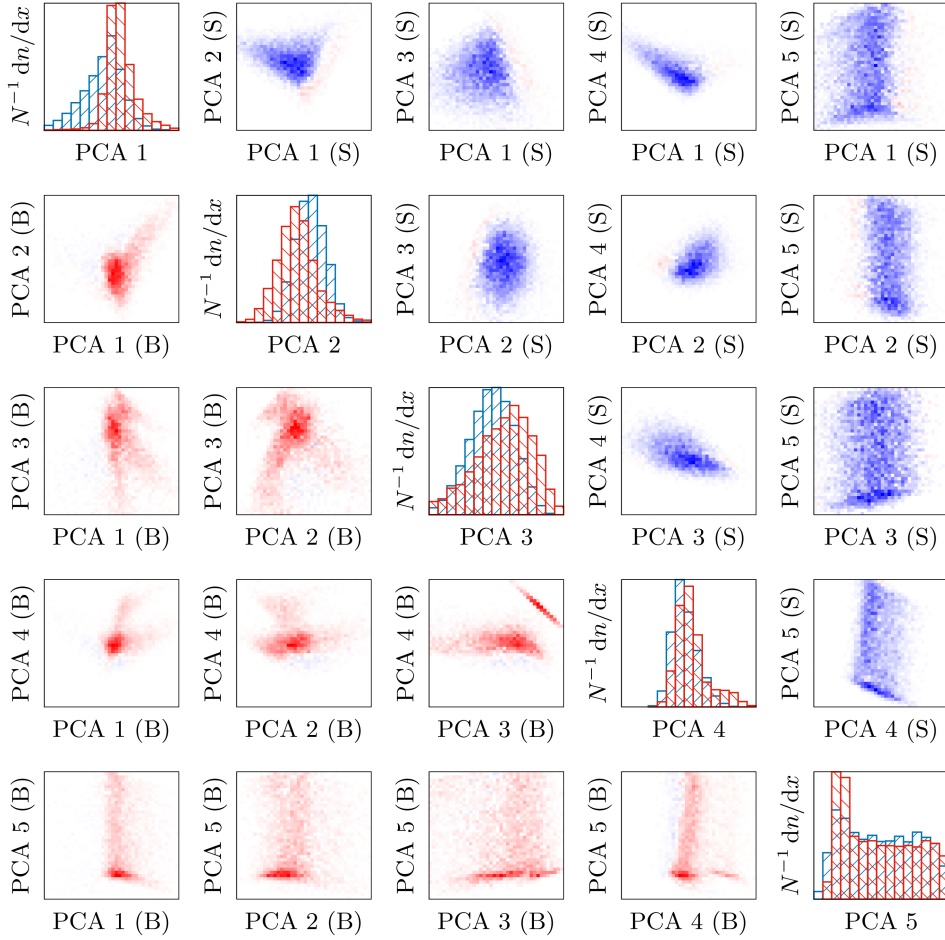 N⁻¹ dn/dx
PCA 1
PCA 2 (S)
PCA 1 (S)
PCA 3 (S)
PCA 1 (S)
PCA 4 (S)
PCA 1 (S)
PCA 5 (S)
PCA 1 (S)
PCA 2 (B)
PCA 1 (B)
N⁻¹ dn/dx
PCA 2
PCA 3 (S)
PCA 2 (S)
PCA 4 (S)
PCA 2 (S)
PCA 5 (S)
PCA 2 (S)
PCA 3 (B)
PCA 1 (B)
PCA 3 (B)
PCA 2 (B)
N⁻¹ dn/dx
PCA 3
PCA 4 (S)
PCA 3 (S)
PCA 5 (S)
PCA 3 (S)
PCA 4 (B)
PCA 1 (B)
PCA 4 (B)
PCA 2 (B)
PCA 4 (B)
PCA 3 (B)
N⁻¹ dn/dx
PCA 4
PCA 5 (S)
PCA 4 (S)
PCA 5 (B)
PCA 1 (B)
PCA 5 (B)
PCA 2 (B)
PCA 5 (B)
PCA 3 (B)
PCA 5 (B)
PCA 4 (B)
N⁻¹ dn/dx
PCA 5